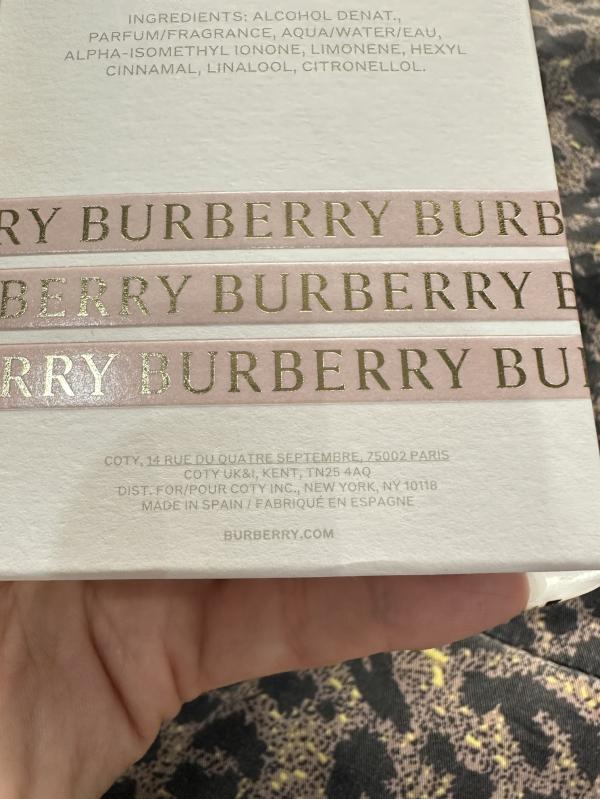 INGREDIENTS: ALCOHOL DENAT.,
PARFUM/FRAGRANCE, AQUA/WATER/EAU,
ALPHA-ISOMETHYL IONONE, LIMONENE, HEXYL
CINNAMAL, LINALOOL, CITRONELLOL.
RY BURBERRY BURB
BERRY BURBERRY B
RRY BURBERRY BU
COTY, 14 RUE DU QUATRE SEPTEMBRE, 75002 PARIS
COTY UK&I, KENT, TN25 4AQ
DIST. FOR/POUR COTY INC., NEW YORK, NY 10118
MADE IN SPAIN / FABRIQUÉ EN ESPAGNE
BURBERRY.COM